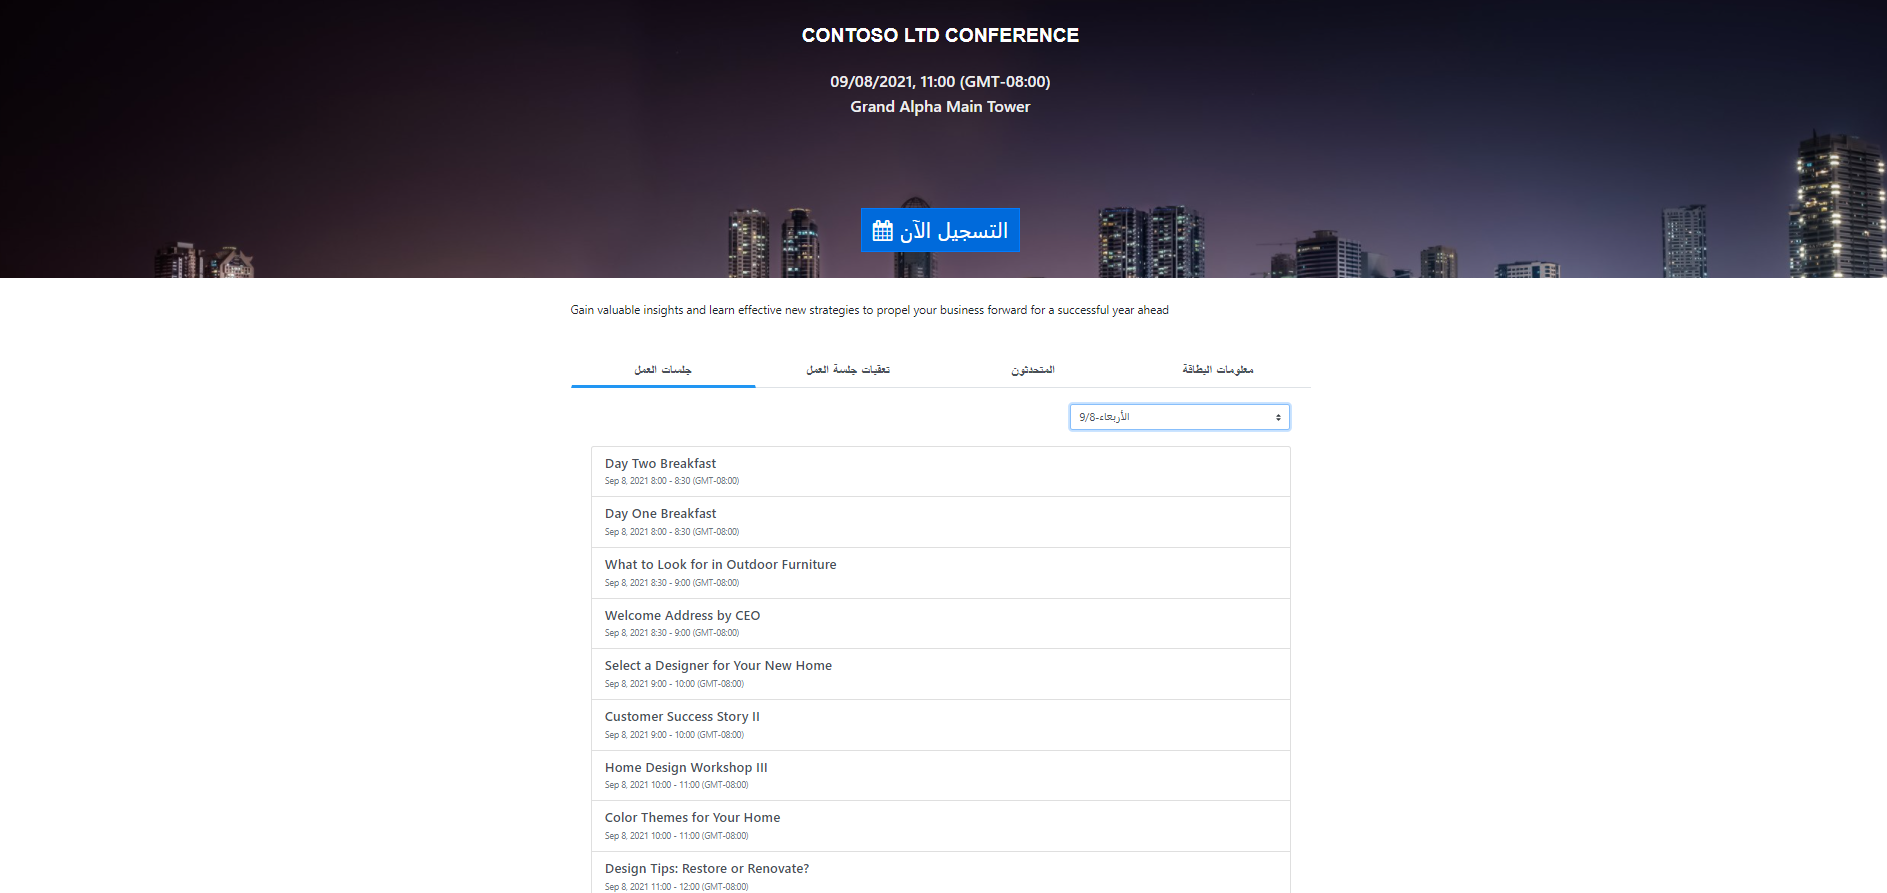 CONTOSO LTD CONFERENCE
09/08/2021, 11:00 (GMT-08:00)
Grand Alpha Main Tower
التسجيل الآن
Gain valuable insights and learn effective new strategies to propel your business forward for a successful year ahead
جلسات العمل
تعقبات جلسة العمل
المتحدثون
معلومات البطاقة
الأربعاء-9/8
Day Two Breakfast
Sep 8, 2021 8:00 - 8:30 (GMT-08:00)
Day One Breakfast
Sep 8, 2021 8:00 - 8:30 (GMT-08:00)
What to Look for in Outdoor Furniture
Sep 8, 2021 8:30 - 9:00 (GMT-08:00)
Welcome Address by CEO
Sep 8, 2021 8:30 - 9:00 (GMT-08:00)
Select a Designer for Your New Home
Sep 8, 2021 9:00 - 10:00 (GMT-08:00)
Customer Success Story II
Sep 8, 2021 9:00 - 10:00 (GMT-08:00)
Home Design Workshop III
Sep 8, 2021 10:00 - 11:00 (GMT-08:00)
Color Themes for Your Home
Sep 8, 2021 10:00 - 11:00 (GMT-08:00)
Design Tips: Restore or Renovate?
Sep 8, 2021 11:00 - 12:00 (GMT-08:00)